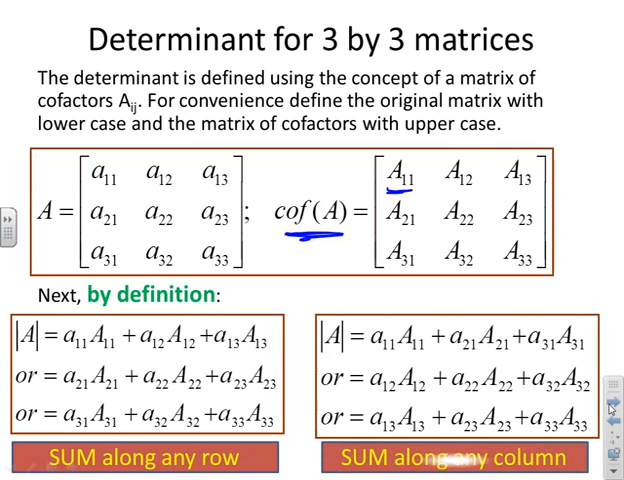 Determinant for 3 by 3 matrices
The determinant is defined using the concept of a matrix of
cofactors Aᵢⱼ. For convenience define the original matrix with
lower case and the matrix of cofactors with upper case.
A = [a₁₁ a₁₂ a₁₃; a₂₁ a₂₂ a₂₃; a₃₁ a₃₂ a₃₃]; cof(A) = [A₁₁ A₁₂ A₁₃; A₂₁ A₂₂ A₂₃; A₃₁ A₃₂ A₃₃]
Next, by definition:
|A| = a₁₁A₁₁ + a₁₂A₁₂ + a₁₃A₁₃
or = a₂₁A₂₁ + a₂₂A₂₂ + a₂₃A₂₃
or = a₃₁A₃₁ + a₃₂A₃₂ + a₃₃A₃₃
SUM along any row
|A| = a₁₁A₁₁ + a₂₁A₂₁ + a₃₁A₃₁
or = a₁₂A₁₂ + a₂₂A₂₂ + a₃₂A₃₂
or = a₁₃A₁₃ + a₂₃A₂₃ + a₃₃A₃₃
SUM along any column